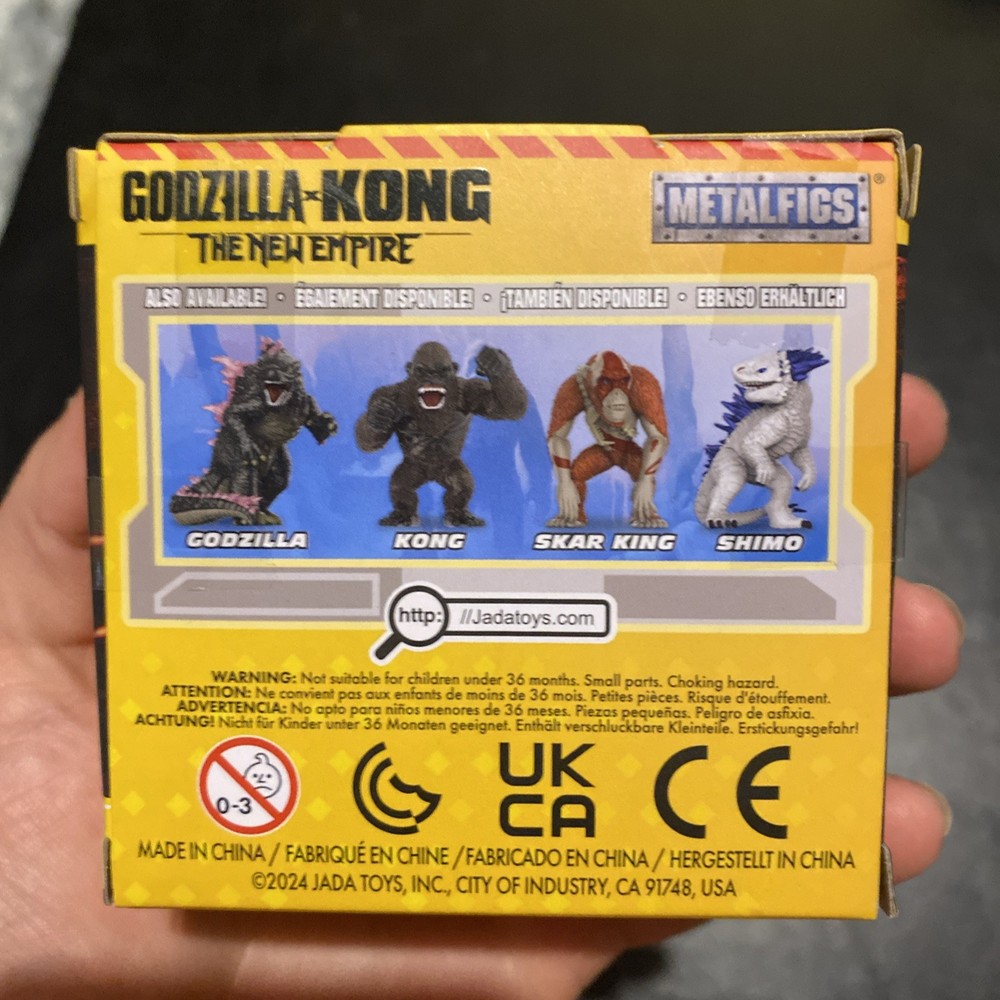 GODZILLA x KONG
THE NEW EMPIRE
METALFIGS®
ALSO AVAILABLE! • ÉGALEMENT DISPONIBLE! • ¡TAMBIÉN DISPONIBLE! • EBENSO ERHÄLTLICH
GODZILLA KONG SKAR KING SHIMO
http: //Jadatoys.com
WARNING: Not suitable for children under 36 months. Small parts. Choking hazard.
ATTENTION: Ne convient pas aux enfants de moins de 36 mois. Petites pièces. Risque d'étouffement.
ADVERTENCIA: No apto para niños menores de 36 meses. Piezas pequeñas. Peligro de asfixia.
ACHTUNG! Nicht für Kinder unter 36 Monaten geeignet. Enthält verschluckbare Kleinteile. Erstickungsgefahr!
0-3
UK
CA
CE
MADE IN CHINA / FABRIQUÉ EN CHINE / FABRICADO EN CHINA / HERGESTELLT IN CHINA
©2024 JADA TOYS, INC., CITY OF INDUSTRY, CA 91748, USA